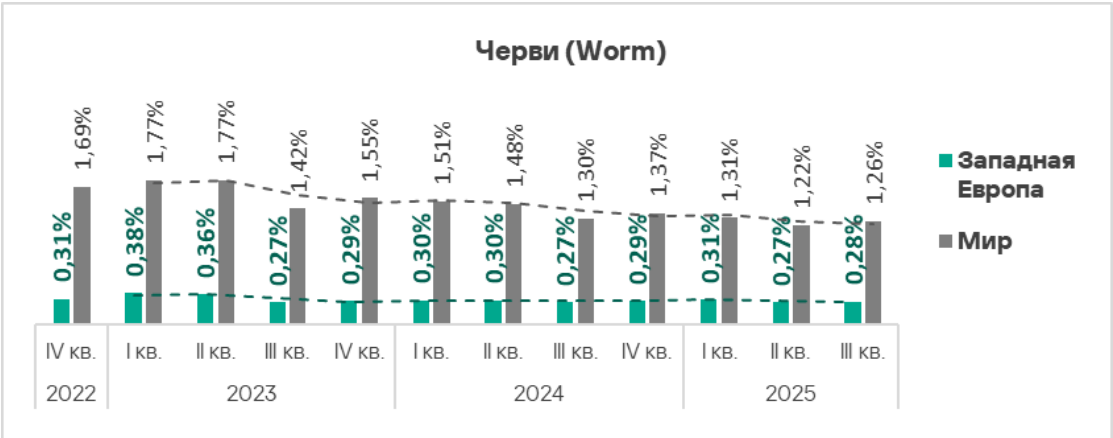 Черви (Worm)
1,69% 1,77% 1,77% 1,42% 1,55% 1,51% 1,48% 1,30% 1,37% 1,31% 1,22% 1,26%
0,31% 0,38% 0,36% 0,27% 0,29% 0,30% 0,30% 0,27% 0,29% 0,31% 0,27% 0,28%
IV кв. I кв. II кв. III кв. IV кв. I кв. II кв. III кв. IV кв. I кв. II кв. III кв.
2022 2023 2024 2025
Западная
Европа
Мир